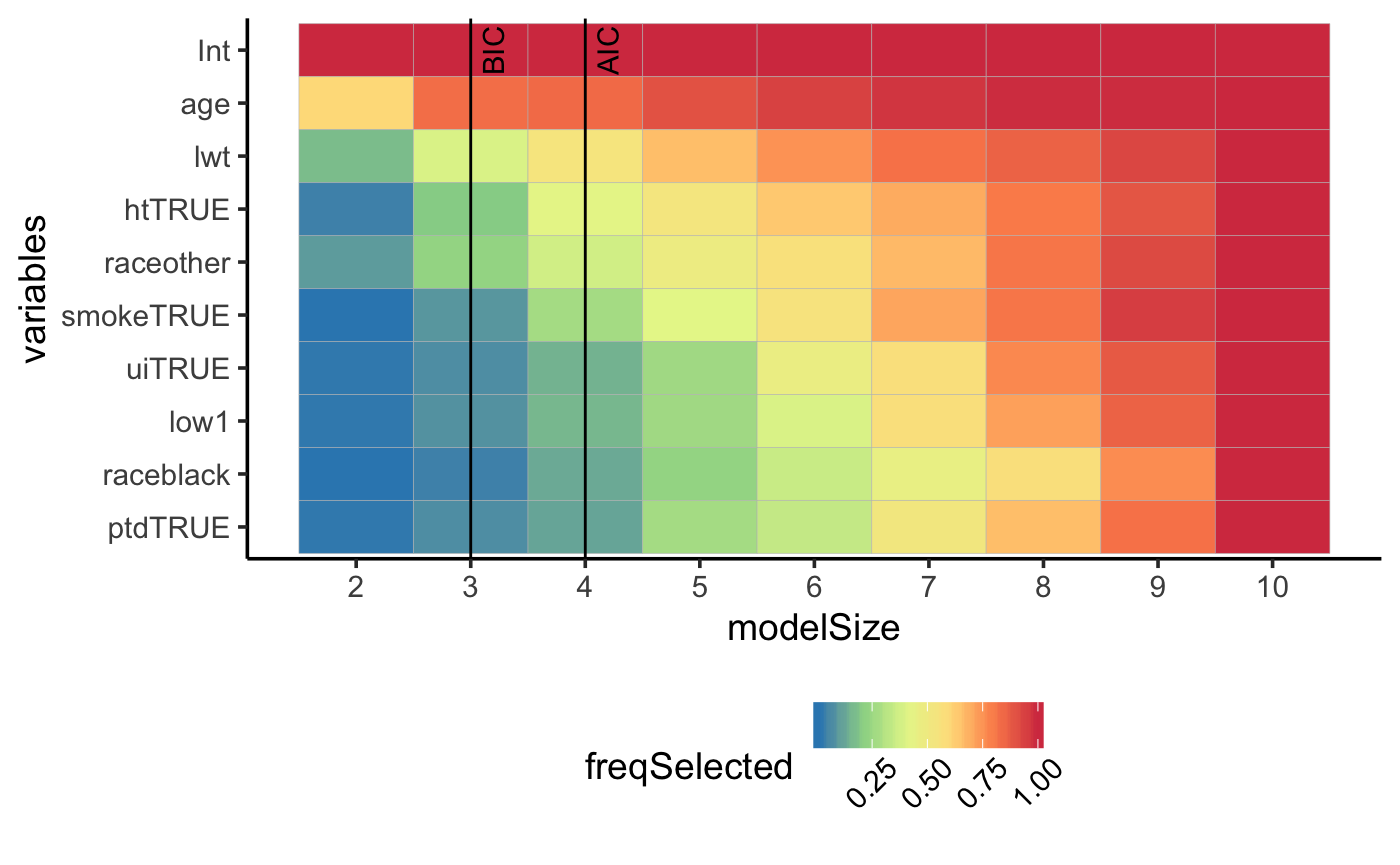 BIC
AIC
Int
age
lwt
htTRUE
raceother
smokeTRUE
uiTRUE
low1
raceblack
ptdTRUE
variables
2 3 4 5 6 7 8 9 10
modelSize
freqSelected
0.25 0.50 0.75 1.00